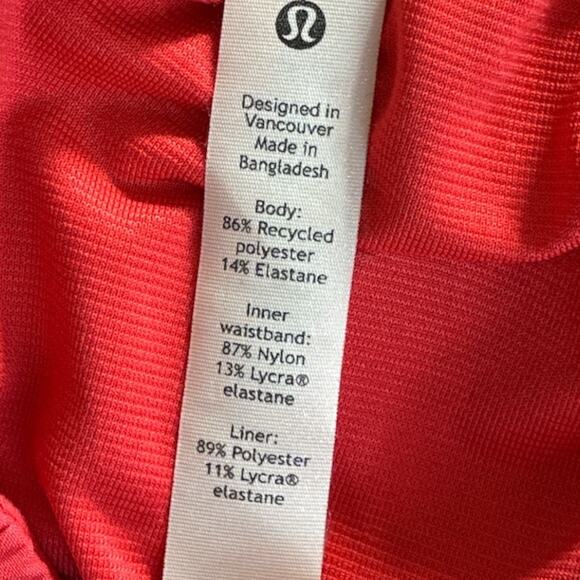 Designed in
Vancouver
Made in
Bangladesh
Body:
86% Recycled
polyester
14% Elastane
Inner
waistband:
87% Nylon
13% Lycra®
elastane
Liner:
89% Polyester
11% Lycra®
elastane